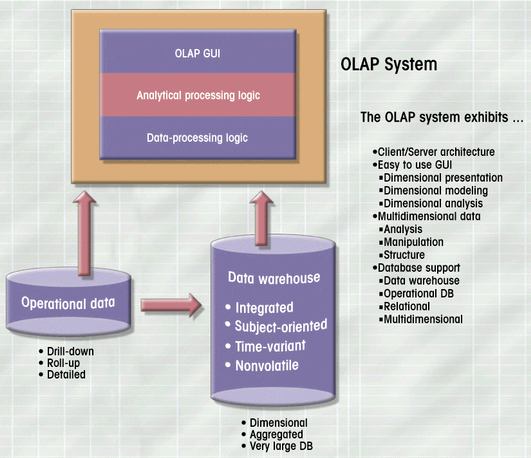 OLAP GUI
Analytical processing logic
Data-processing logic
OLAP System
The OLAP system exhibits ...
•Client/Server architecture
•Easy to use GUI
▪Dimensional presentation
▪Dimensional modeling
▪Dimensional analysis
•Multidimensional data
▪Analysis
▪Manipulation
▪Structure
•Database support
▪Data warehouse
▪Operational DB
▪Relational
▪Multidimensional
Operational data
• Drill-down
• Roll-up
• Detailed
Data warehouse
• Integrated
• Subject-oriented
• Time-variant
• Nonvolatile
• Dimensional
• Aggregated
• Very large DB